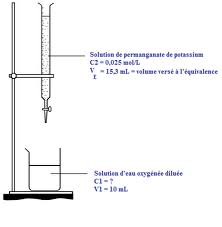 Solution de permanganate de potassium
C2 = 0,025 mol/L
V = 15,3 mL = volume versé à l'équivalence
E
Solution d'eau oxygénée diluée
C1 = ?
V1 = 10 mL